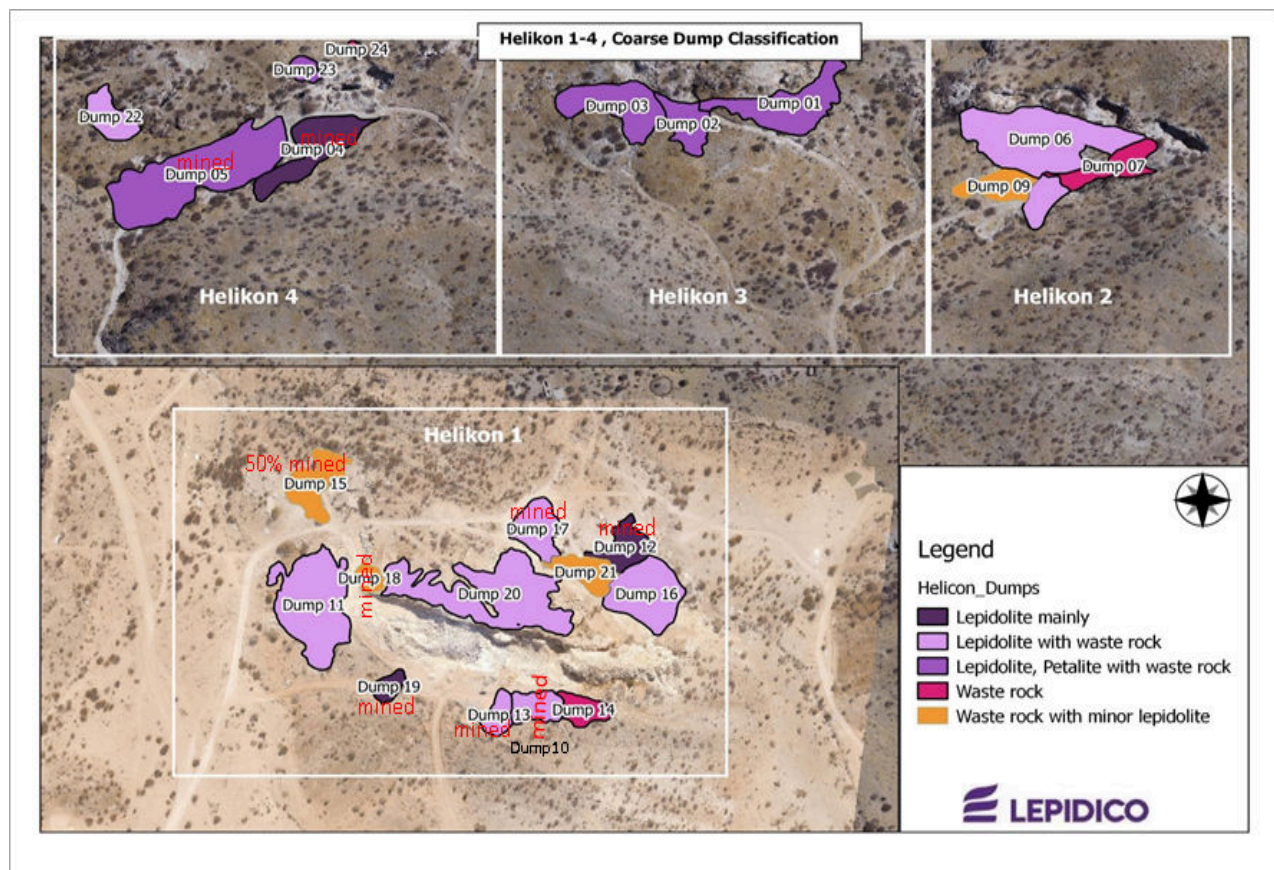 Helikon 1-4 , Coarse Dump Classification
Dump 24
Dump 23
Dump 22
mined
Dump 04
mined
Dump 05
Helikon 4
Dump 03
Dump 02
Dump 01
Helikon 3
Dump 06
Dump 07
Dump 09
Helikon 2
Helikon 1
50% mined
Dump 15
mined
Dump 17
mined
Dump 12
Dump 18
mined
Dump 21
Dump 20
Dump 16
Dump 11
Dump 19
mined
Dump 13
mined
mined
Dump 14
Dump10
Legend
Helicon_Dumps
Lepidolite mainly
Lepidolite with waste rock
Lepidolite, Petalite with waste rock
Waste rock
Waste rock with minor lepidolite
LEPIDICO